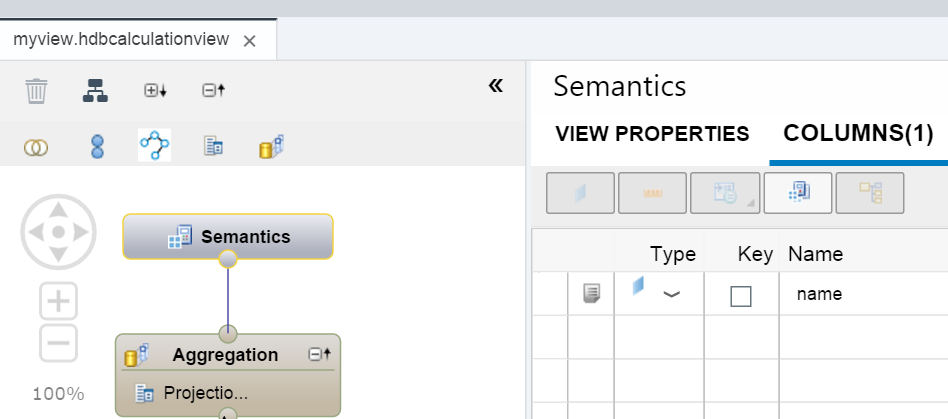 myview.hdbcalculationview
Semantics
VIEW PROPERTIES COLUMNS(1)
Semantics
Type Key Name
name
Aggregation
Projectio...
100%